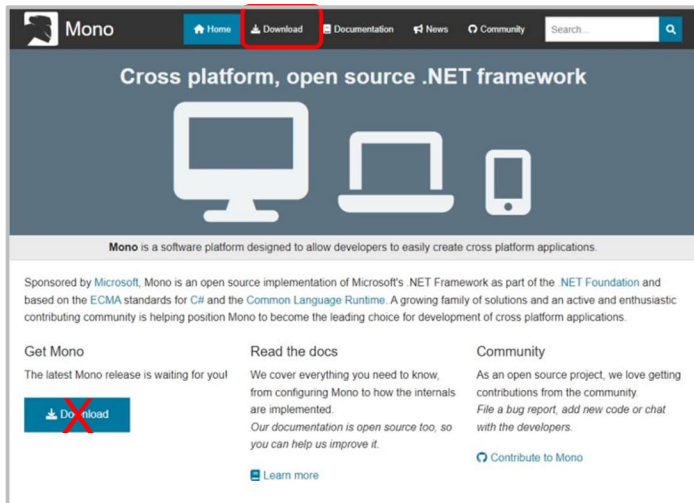 Mono
Home
Download
Documentation
News
Community
Search...
Cross platform, open source .NET framework
Mono is a software platform designed to allow developers to easily create cross platform applications.
Sponsored by Microsoft, Mono is an open source implementation of Microsoft's .NET Framework as part of the .NET Foundation and
based on the ECMA standards for C# and the Common Language Runtime. A growing family of solutions and an active and enthusiastic
contributing community is helping position Mono to become the leading choice for development of cross platform applications.
Get Mono
The latest Mono release is waiting for you!
Download
Read the docs
We cover everything you need to know,
from configuring Mono to how the internals
are implemented.
Our documentation is open source too, so
you can help us improve it.
Learn more
Community
As an open source project, we love getting
contributions from the community.
File a bug report, add new code or chat
with the developers.
Contribute to Mono